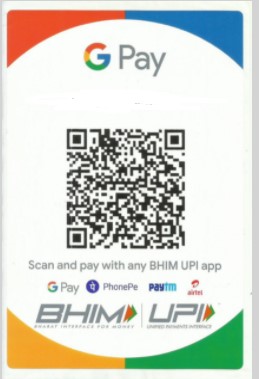 G Pay
Scan and pay with any BHIM UPI app
G Pay PhonePe Paytm airtel
BHIM UPI
BHARAT INTERFACE FOR MONEY UNIFIED PAYMENTS INTERFACE